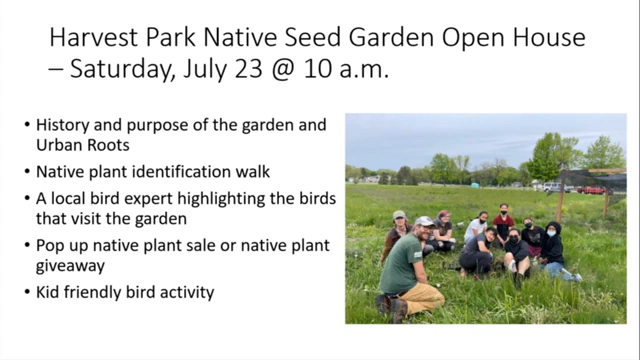 Harvest Park Native Seed Garden Open House
– Saturday, July 23 @ 10 a.m.
• History and purpose of the garden and
Urban Roots
• Native plant identification walk
• A local bird expert highlighting the birds
that visit the garden
• Pop up native plant sale or native plant
giveaway
• Kid friendly bird activity